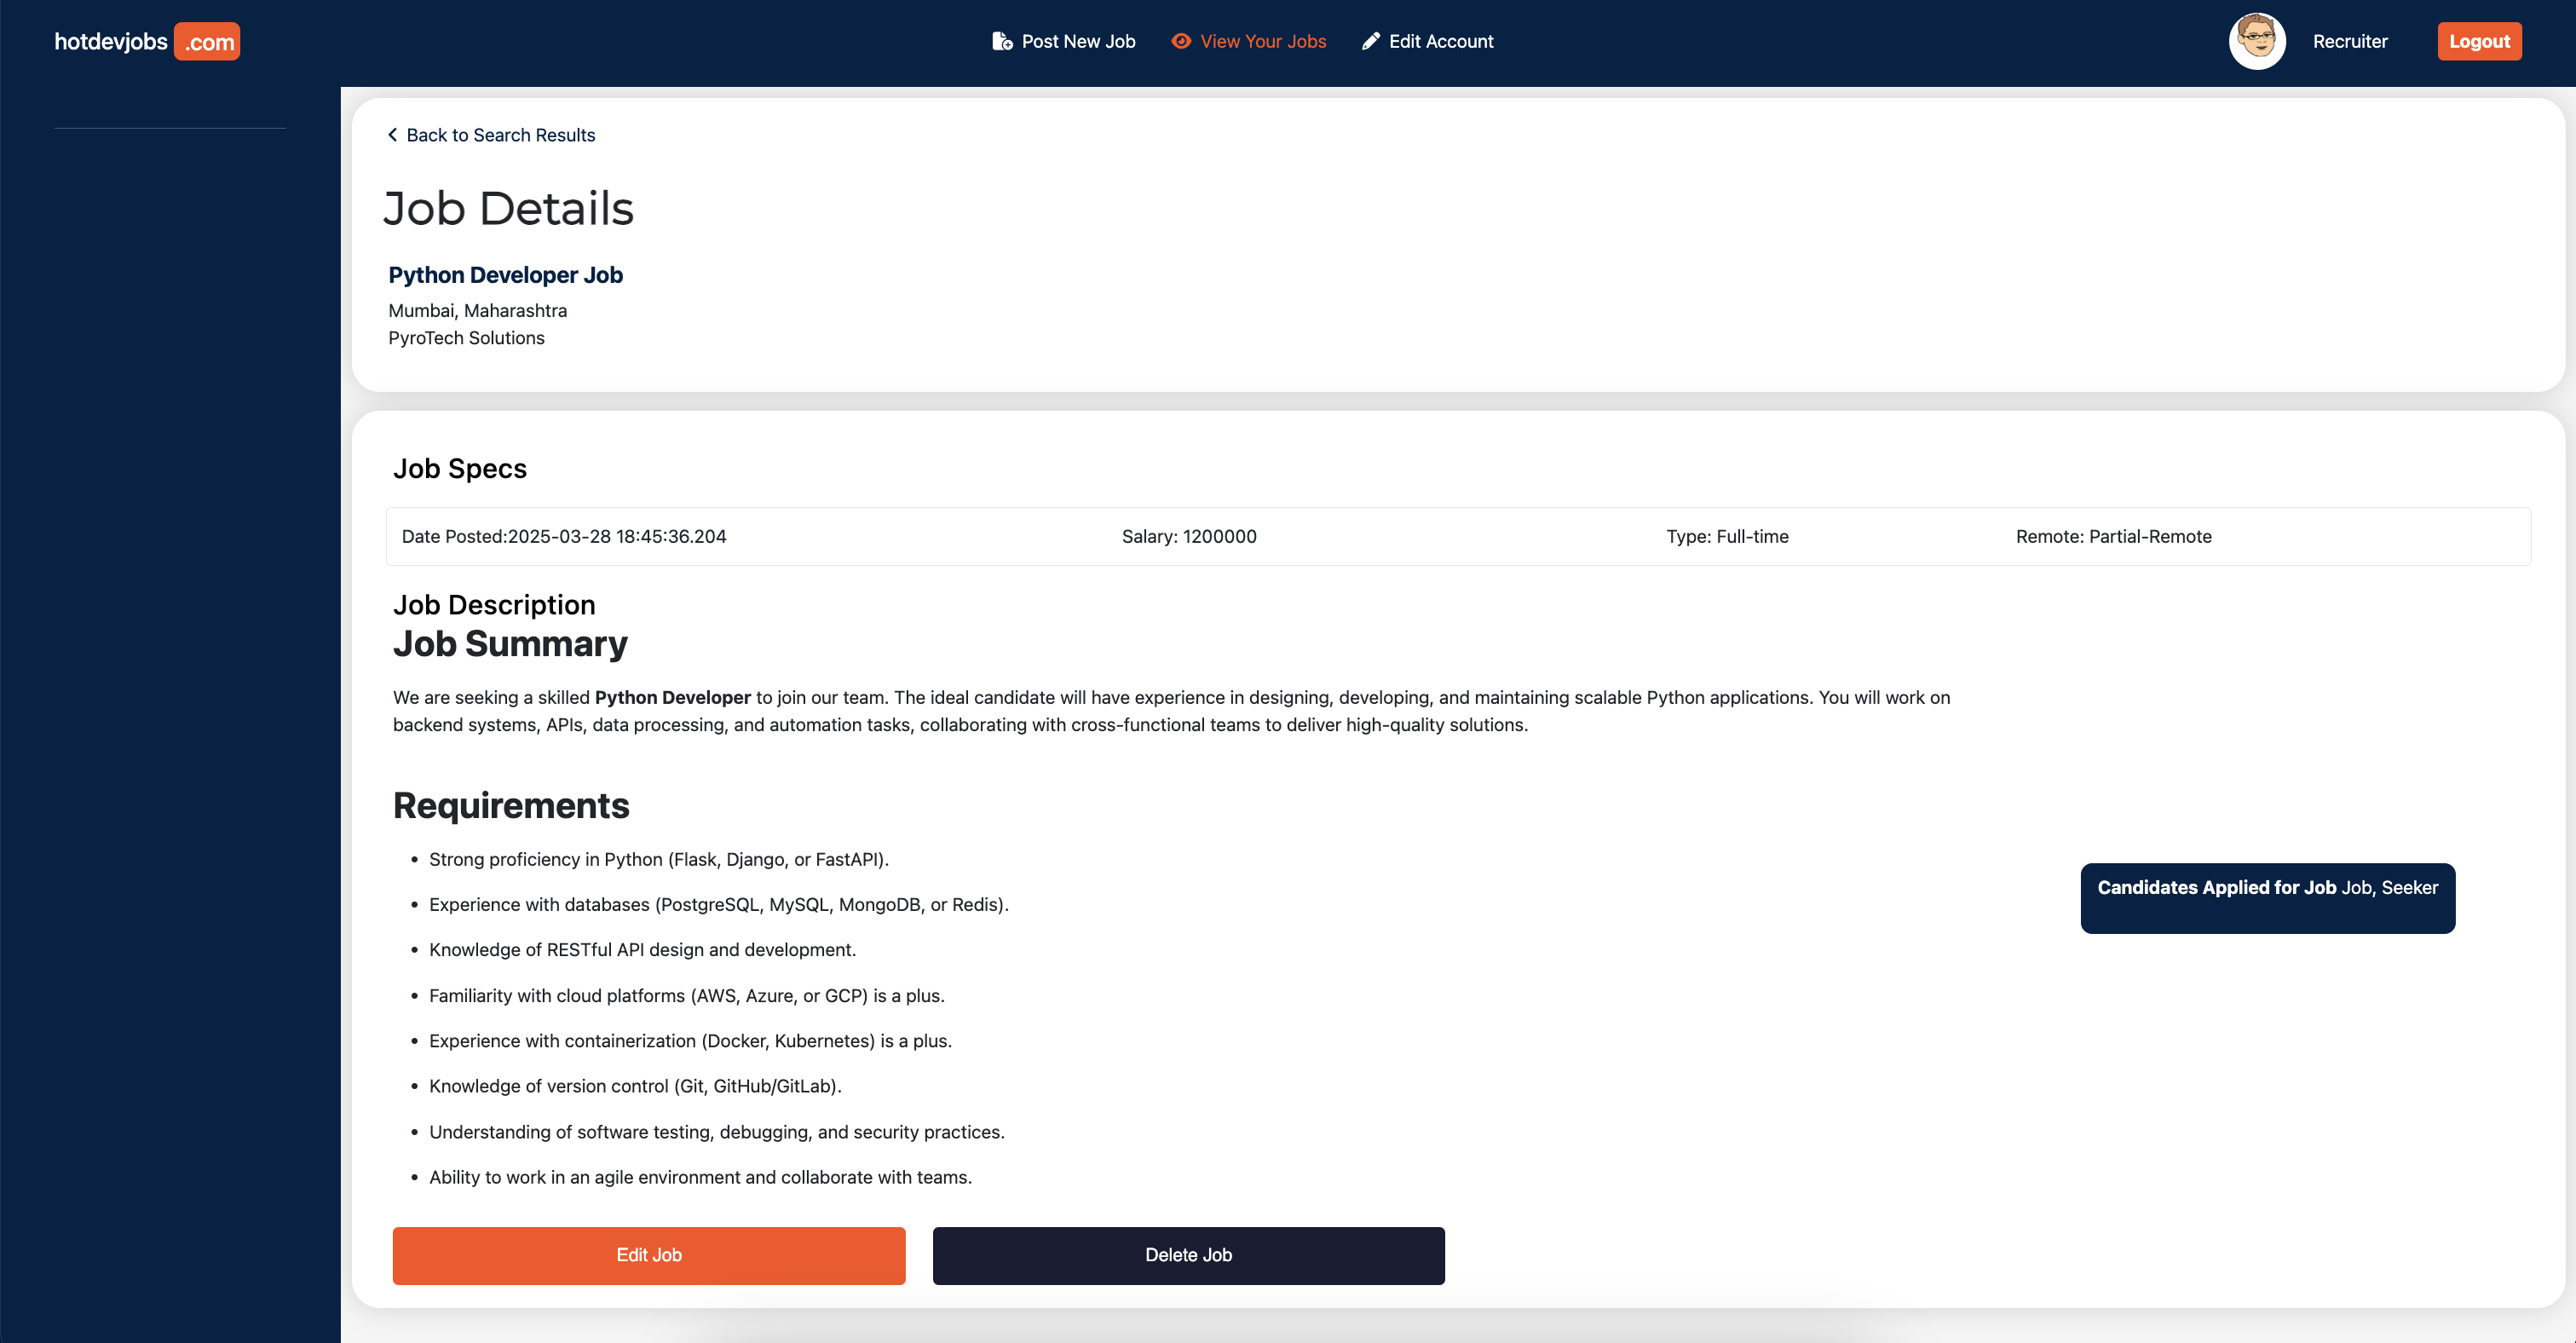 hotdevjobs .com
Post New Job
View Your Jobs
Edit Account
Recruiter
Logout
Back to Search Results
Job Details
Python Developer Job
Mumbai, Maharashtra
PyroTech Solutions
Job Specs
Date Posted:2025-03-28 18:45:36.204
Salary: 1200000
Type: Full-time
Remote: Partial-Remote
Job Description
Job Summary
We are seeking a skilled Python Developer to join our team. The ideal candidate will have experience in designing, developing, and maintaining scalable Python applications. You will work on
backend systems, APIs, data processing, and automation tasks, collaborating with cross-functional teams to deliver high-quality solutions.
Requirements
• Strong proficiency in Python (Flask, Django, or FastAPI).
• Experience with databases (PostgreSQL, MySQL, MongoDB, or Redis).
• Knowledge of RESTful API design and development.
• Familiarity with cloud platforms (AWS, Azure, or GCP) is a plus.
• Experience with containerization (Docker, Kubernetes) is a plus.
• Knowledge of version control (Git, GitHub/GitLab).
• Understanding of software testing, debugging, and security practices.
• Ability to work in an agile environment and collaborate with teams.
Candidates Applied for Job Job, Seeker
Edit Job
Delete Job